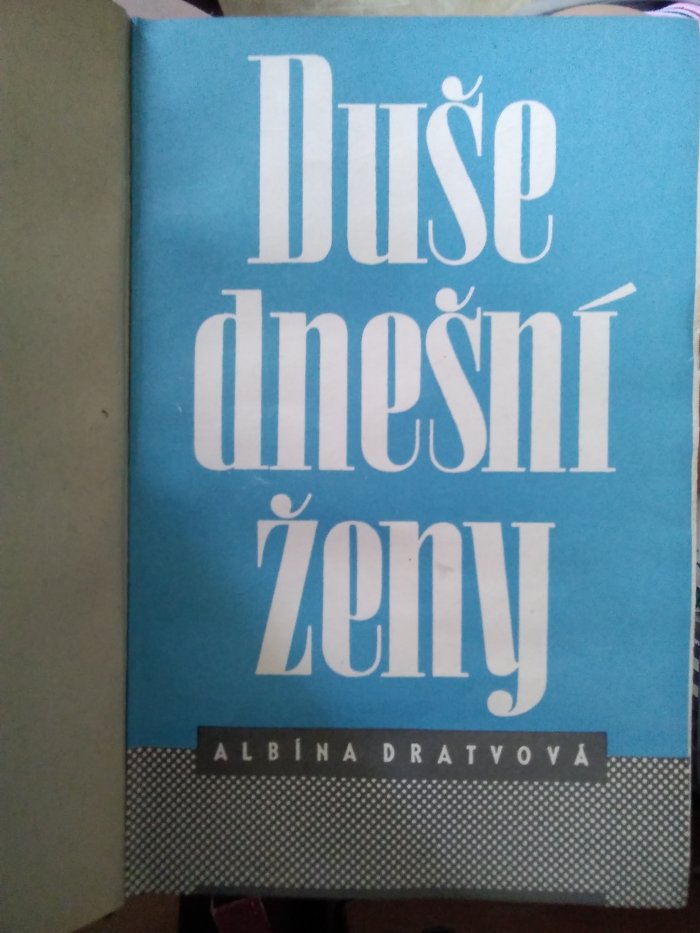 Duše
dnešní
ženy
ALBÍNA DRATVOVÁ